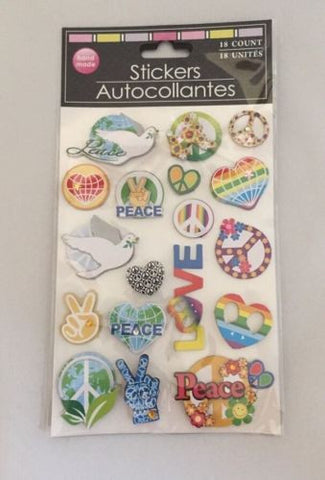 hand
made
18 COUNT
18 UNITÉS
Stickers
Autocollantes
Peace
PEACE
LOVE
PEACE
Peace